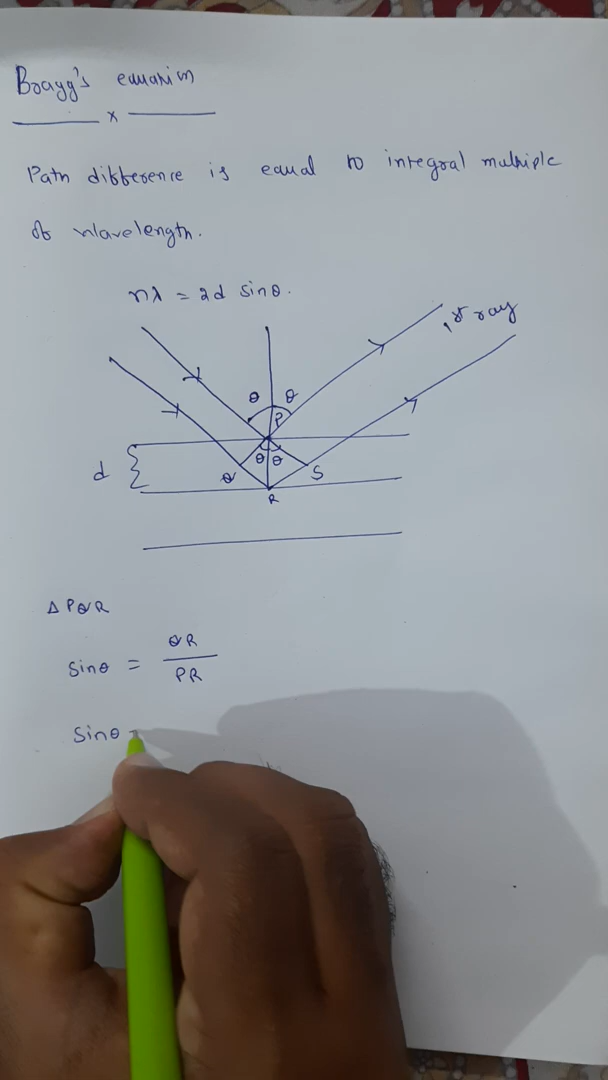 Bragg's equation
x
Path difference is equal to integral multiple
of wavelength.
nλ = 2d sinθ.
x ray
θ θ
P
d
θ θ
Q S
R
Δ PQR
Sinθ = QR
PR
Sinθ =